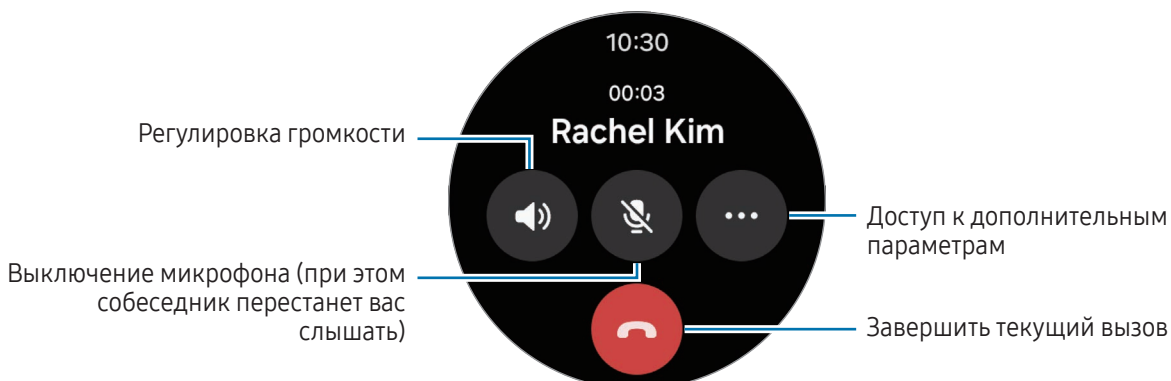 10:30
00:03
Rachel Kim
Регулировка громкости
Доступ к дополнительным
параметрам
Выключение микрофона (при этом
собеседник перестанет вас
слышать)
Завершить текущий вызов